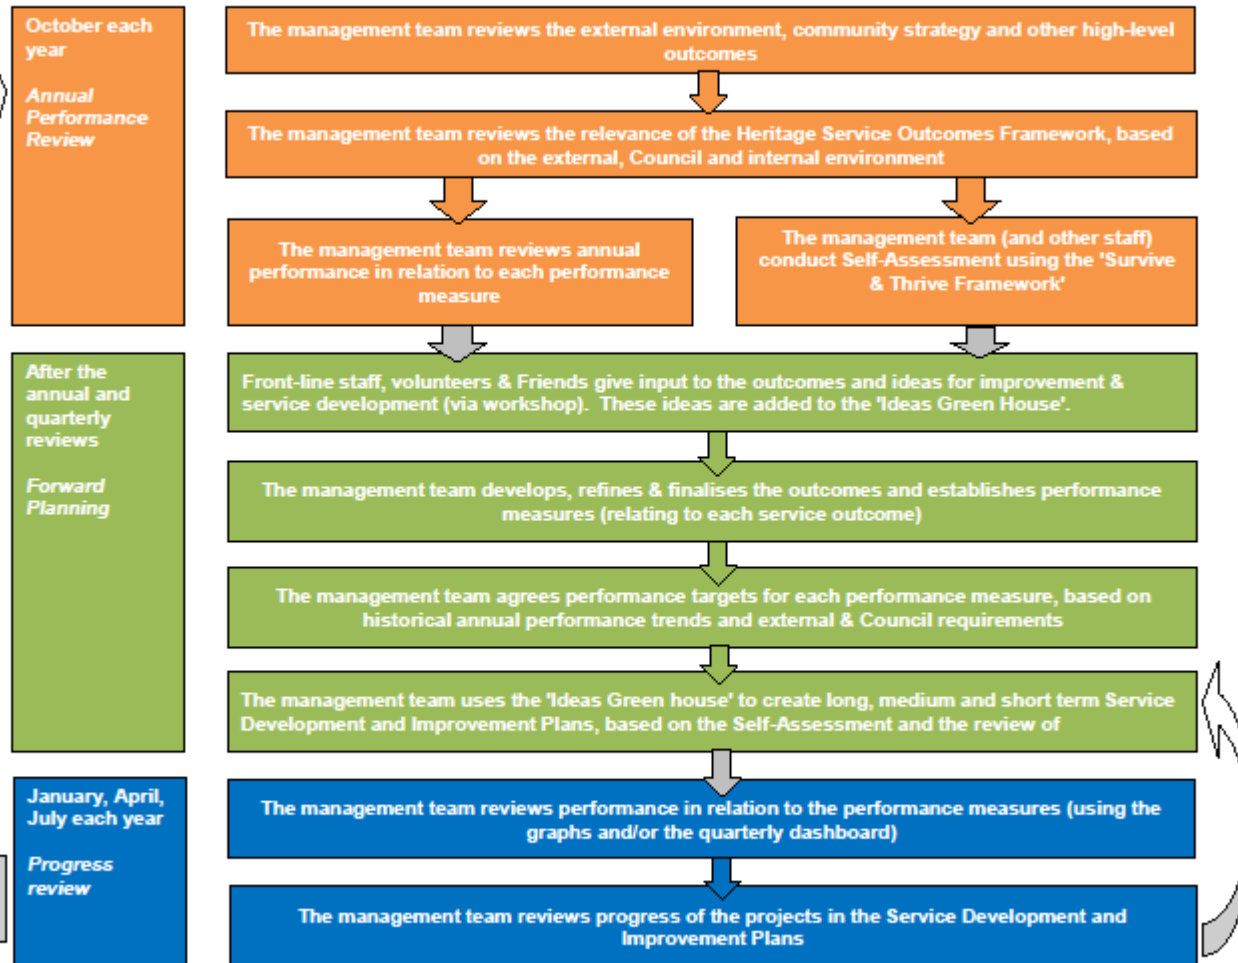 October each
year
Annual
Performance
Review
The management team reviews the external environment, community strategy and other high-level
outcomes
The management team reviews the relevance of the Heritage Service Outcomes Framework, based
on the external, Council and internal environment
The management team reviews annual
performance in relation to each performance
measure
The management team (and other staff)
conduct Self-Assessment using the 'Survive
& Thrive Framework'
After the
annual and
quarterly
reviews
Forward
Planning
Front-line staff, volunteers & Friends give input to the outcomes and ideas for improvement &
service development (via workshop).  These ideas are added to the 'Ideas Green House'.
The management team develops, refines & finalises the outcomes and establishes performance
measures (relating to each service outcome)
The management team agrees performance targets for each performance measure, based on
historical annual performance trends and external & Council requirements
The management team uses the 'Ideas Green house' to create long, medium and short term Service
Development and Improvement Plans, based on the Self-Assessment and the review of
January, April,
July each year
Progress
review
The management team reviews performance in relation to the performance measures (using the
graphs and/or the quarterly dashboard)
The management team reviews progress of the projects in the Service Development and
Improvement Plans